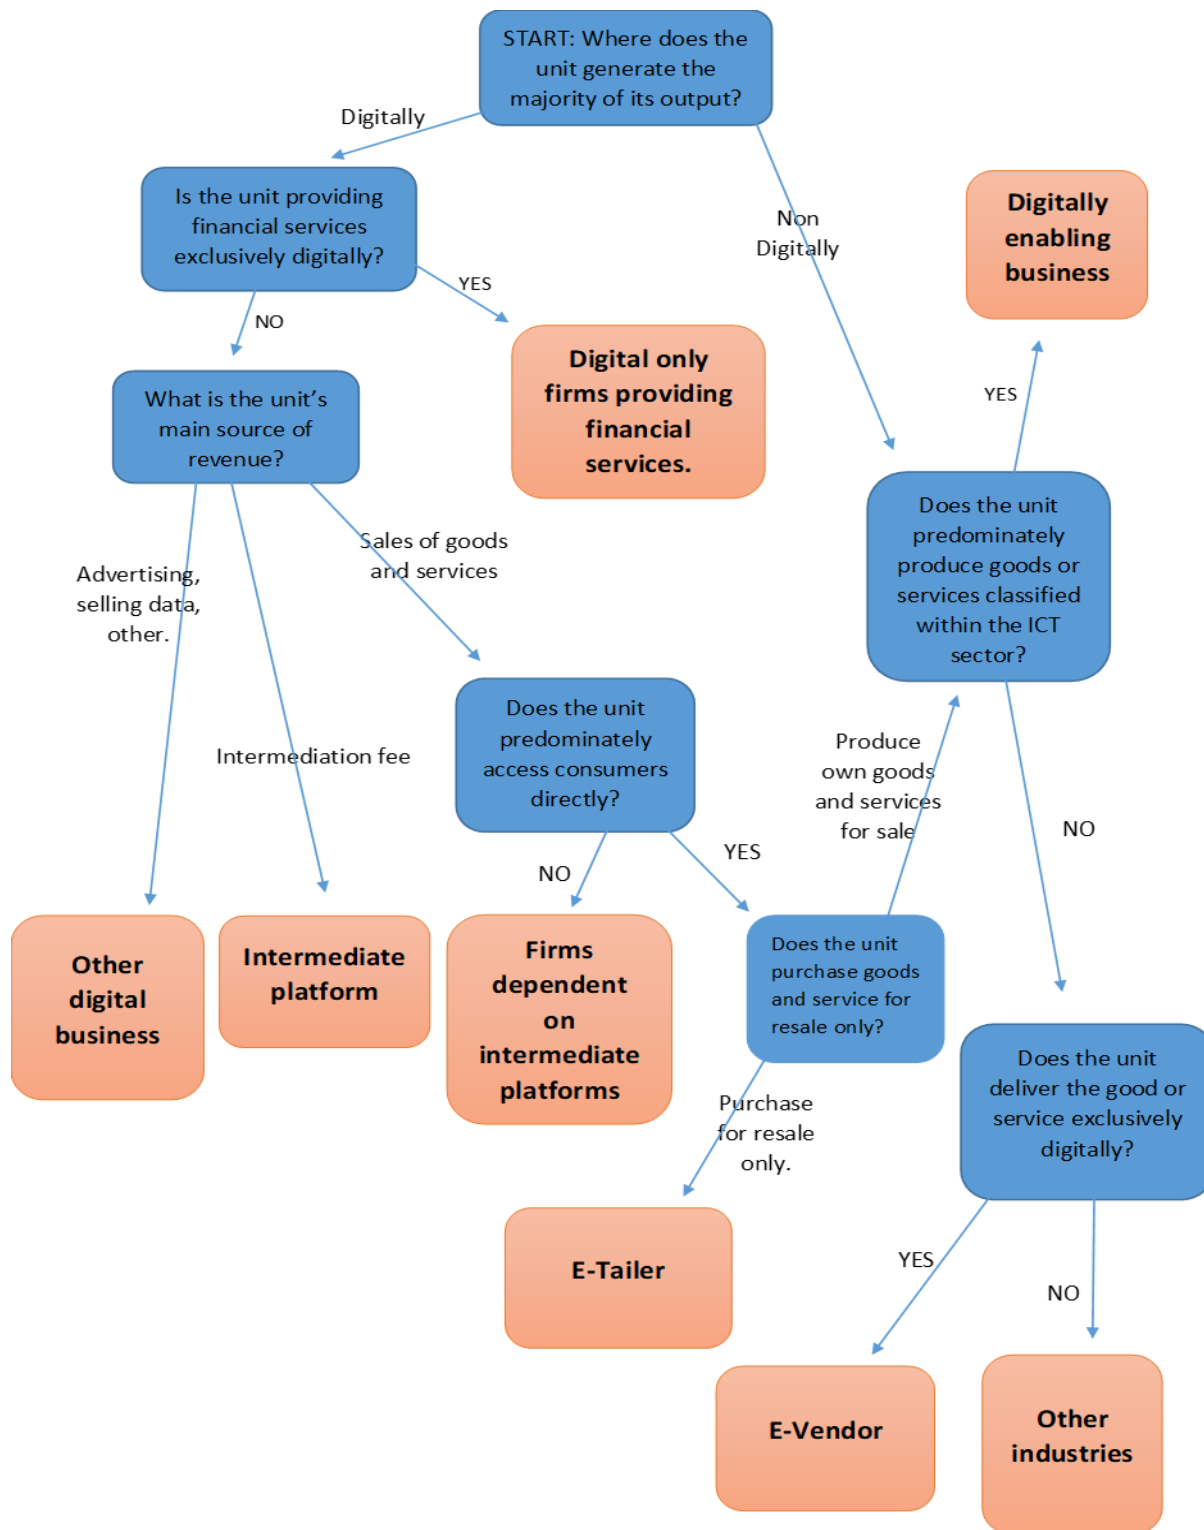 START: Where does the
unit generate the
majority of its output?
Digitally
Non
Digitally
Is the unit providing
financial services
exclusively digitally?
YES
NO
Digitally
enabling
business
YES
Digital only
firms providing
financial
services.
What is the unit’s
main source of
revenue?
Advertising,
selling data,
other.
Intermediation fee
Sales of goods
and services
Does the unit
predominately
produce goods or
services classified
within the ICT
sector?
Does the unit
predominately
access consumers
directly?
Produce
own goods
and services
for sale
NO
NO
YES
Other
digital
business
Intermediate
platform
Firms
dependent
on
intermediate
platforms
Does the unit
purchase goods
and service for
resale only?
Does the unit
deliver the good or
service exclusively
digitally?
Purchase
for resale
only.
E-Tailer
YES
NO
E-Vendor
Other
industries